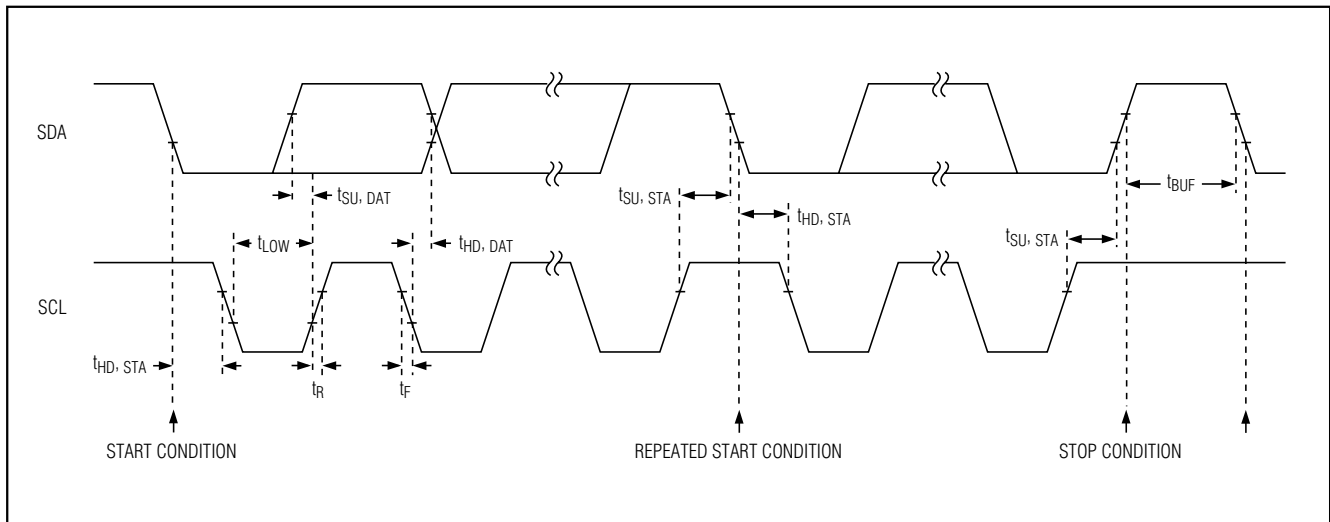 SDA
tSU, DAT
tSU, STA
tBUF
tHD, STA
tLOW
tHD, DAT
tSU, STA
SCL
tHD, STA
tR
tF
START CONDITION
REPEATED START CONDITION
STOP CONDITION